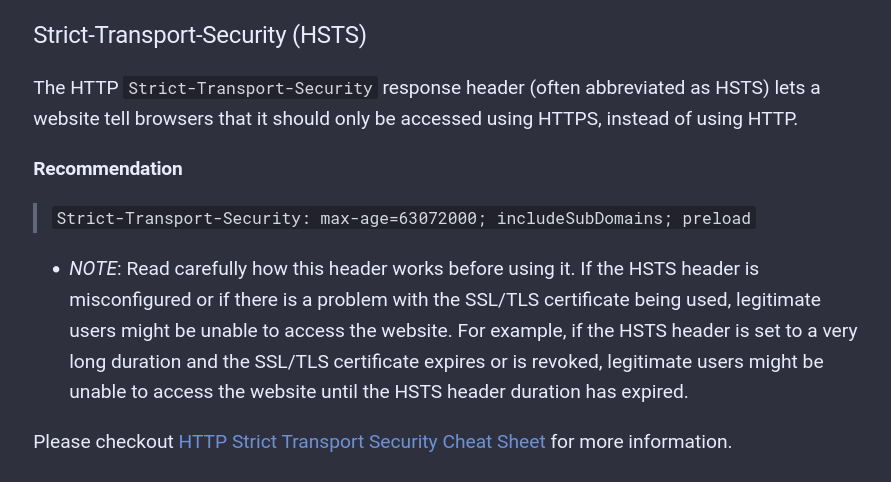 Strict-Transport-Security (HSTS)
The HTTP Strict-Transport-Security response header (often abbreviated as HSTS) lets a
website tell browsers that it should only be accessed using HTTPS, instead of using HTTP.
Recommendation
Strict-Transport-Security: max-age=63072000; includeSubDomains; preload
• NOTE: Read carefully how this header works before using it. If the HSTS header is
misconfigured or if there is a problem with the SSL/TLS certificate being used, legitimate
users might be unable to access the website. For example, if the HSTS header is set to a very
long duration and the SSL/TLS certificate expires or is revoked, legitimate users might be
unable to access the website until the HSTS header duration has expired.
Please checkout HTTP Strict Transport Security Cheat Sheet for more information.